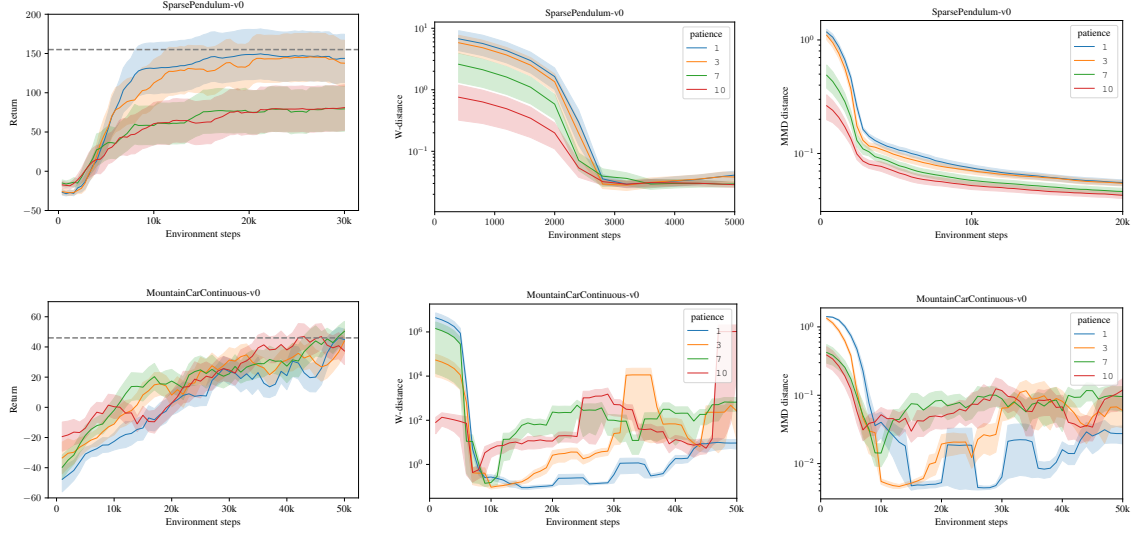 SparsePendulum-v0
Return
200
150
100
50
0
−50
0
10k
20k
30k
Environment steps
SparsePendulum-v0
W-distance
10¹
10⁰
10⁻¹
0
1000
2000
3000
4000
5000
Environment steps
patience
1
3
7
10
SparsePendulum-v0
MMD distance
10⁰
10⁻¹
0
10k
20k
Environment steps
patience
1
3
7
10
MountainCarContinuous-v0
Return
60
40
20
0
−20
−40
−60
0
10k
20k
30k
40k
50k
Environment steps
MountainCarContinuous-v0
W-distance
10⁶
10⁴
10²
10⁰
0
10k
20k
30k
40k
50k
Environment steps
patience
1
3
7
10
MountainCarContinuous-v0
MMD distance
10⁰
10⁻¹
10⁻²
0
10k
20k
30k
40k
50k
Environment steps
patience
1
3
7
10